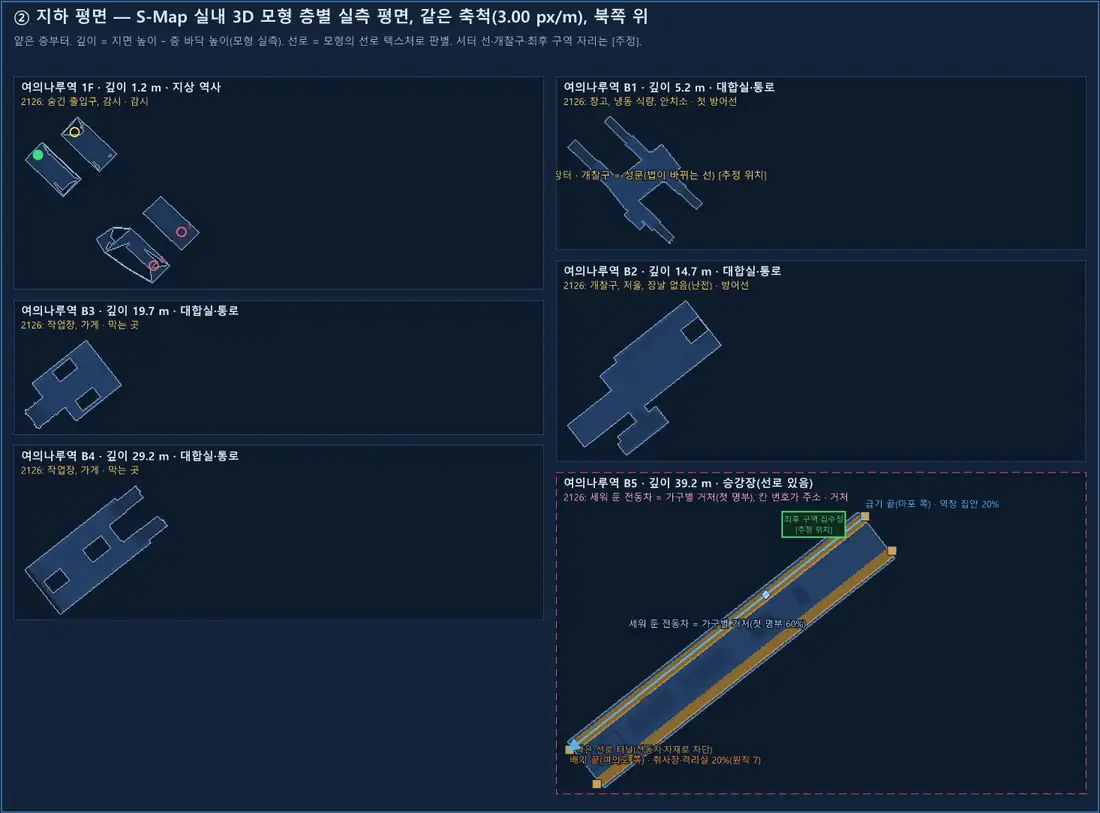 ② 지하 평면 — S-Map 실내 3D 모형 층별 실측 평면, 같은 축척(3.00 px/m), 북쪽 위
얕은 층부터. 깊이 = 지면 높이 − 층 바닥 높이(모형 실측). 선로 = 모형의 선로 텍스처로 판별. 셔터 선·개찰구·최후 구역 자리는 [추정].
여의나루역 1F · 깊이 1.2 m · 지상 역사
2126: 숨긴 출입구, 감시 · 감시
여의나루역 B1 · 깊이 5.2 m · 대합실·통로
2126: 창고, 냉동 식량, 안치소 · 첫 방어선
장터 · 개찰구 = 성문(법이 바뀌는 선) [추정 위치]
여의나루역 B3 · 깊이 19.7 m · 대합실·통로
2126: 작업장, 가게 · 막는 곳
여의나루역 B2 · 깊이 14.7 m · 대합실·통로
2126: 개찰구, 저울, 장날 없음(난전) · 방어선
여의나루역 B4 · 깊이 29.2 m · 대합실·통로
2126: 작업장, 가게 · 막는 곳
여의나루역 B5 · 깊이 39.2 m · 승강장(선로 있음)
2126: 세워 둔 전동차 = 가구별 거처(첫 명부), 칸 번호가 주소 · 거처
급기 끝(마포 쪽) · 역장 집안 20%
최후 구역 집수정
[추정 위치]
세워 둔 전동차 = 가구별 거처(첫 명부 60%)
선로 터널(전동차·자재로 차단)
배기 끝(여의도 쪽) · 취사장·격리실 20%(원칙 7)